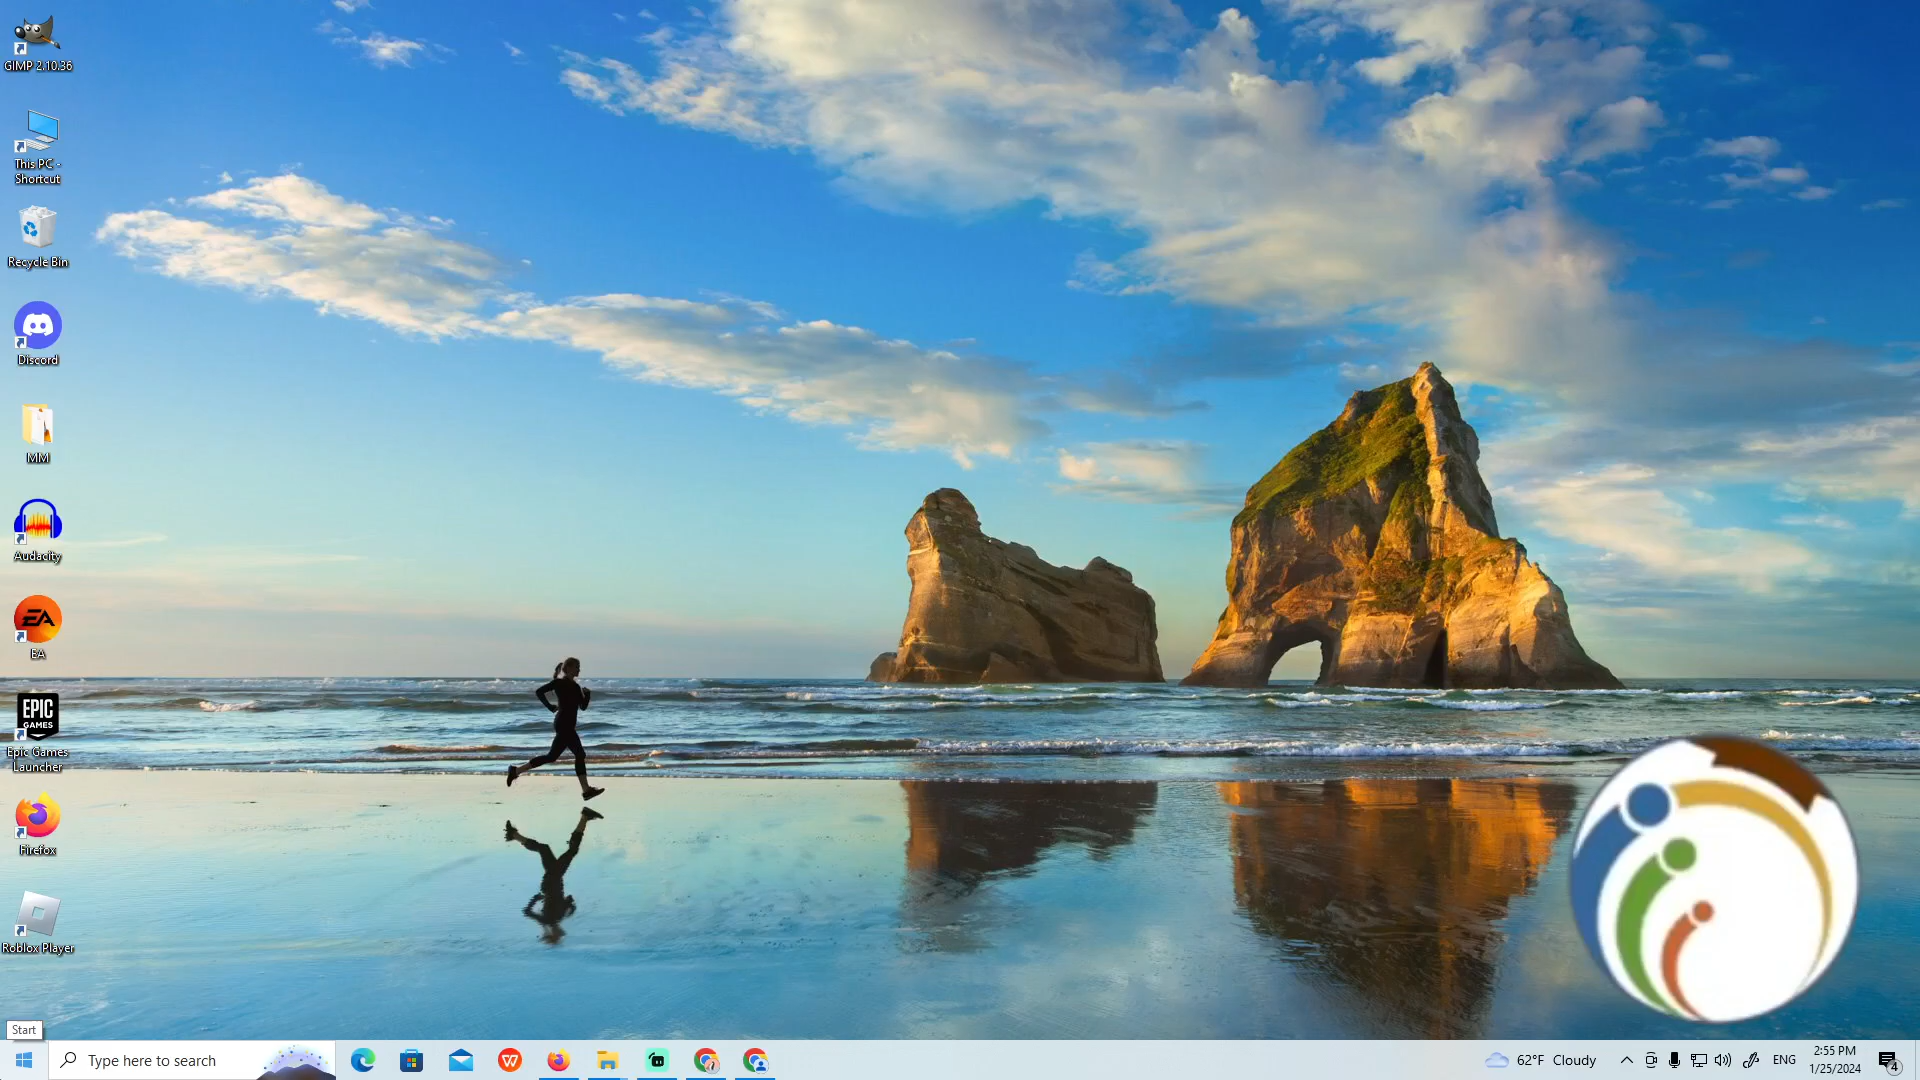 GIMP 2.10.36
This PC -
Shortcut
Recycle Bin
Discord
MM
Audacity
EA
EA
EPIC
GAMES
Epic Games
Launcher
Firefox
Roblox Player
Start
Type here to search
W
62°F Cloudy
ENG
2:55 PM
1/25/2024
4